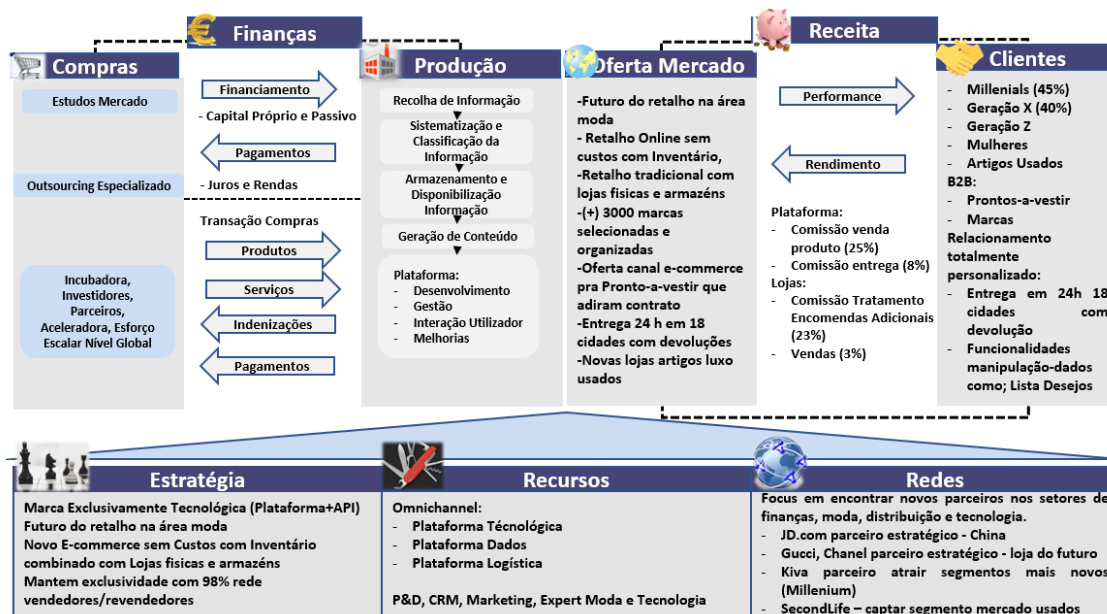 Finanças
Receita
Compras
Produção
Oferta Mercado
Clientes
Estudos Mercado
Outsourcing Especializado
Incubadora,
Investidores,
Parceiros,
Aceleradora, Esforço
Escalar Nível Global
Financiamento
- Capital Próprio e Passivo
Pagamentos
- Juros e Rendas
Transação Compras
Produtos
Serviços
Indenizações
Pagamentos
Recolha de Informação
Sistematização e
Classificação da
Informação
Armazenamento e
Disponibilização
Informação
Geração de Conteúdo
Plataforma:
- Desenvolvimento
- Gestão
- Interação Utilizador
- Melhorias
-Futuro do retalho na área
moda
- Retalho Online sem
custos com Inventário,
-Retalho tradicional com
lojas fisicas e armazéns
-(+) 3000 marcas
selecionadas e
organizadas
-Oferta canal e-commerce
pra Pronto-a-vestir que
adiram contrato
-Entrega 24 h em 18
cidades com devoluções
-Novas lojas artigos luxo
usados
Performance
Rendimento
Plataforma:
- Comissão venda
produto (25%)
- Comissão entrega (8%)
Lojas:
- Comissão Tratamento
Encomendas Adicionais
(23%)
- Vendas (3%)
- Millenials (45%)
- Geração X (40%)
- Geração Z
- Mulheres
- Artigos Usados
B2B:
- Prontos-a-vestir
- Marcas
Relacionamento
totalmente
personalizado:
- Entrega em 24h 18
cidades com
devolução
- Funcionalidades
manipulação-dados
como; Lista Desejos
Estratégia
Marca Exclusivamente Tecnológica (Plataforma+API)
Futuro do retalho na área moda
Novo E-commerce sem Custos com Inventário
combinado com Lojas fisicas e armazéns
Mantem exclusividade com 98% rede
vendedores/revendedores
Recursos
Omnichannel:
- Plataforma Técnológica
- Plataforma Dados
- Plataforma Logística
P&D, CRM, Marketing, Expert Moda e Tecnologia
Redes
Focus em encontrar novos parceiros nos setores de
finanças, moda, distribuição e tecnologia.
- JD.com parceiro estratégico - China
- Gucci, Chanel parceiro estratégico - loja do futuro
- Kiva parceiro atrair segmentos mais novos
(Millenium)
- SecondLife – captar segmento mercado usados